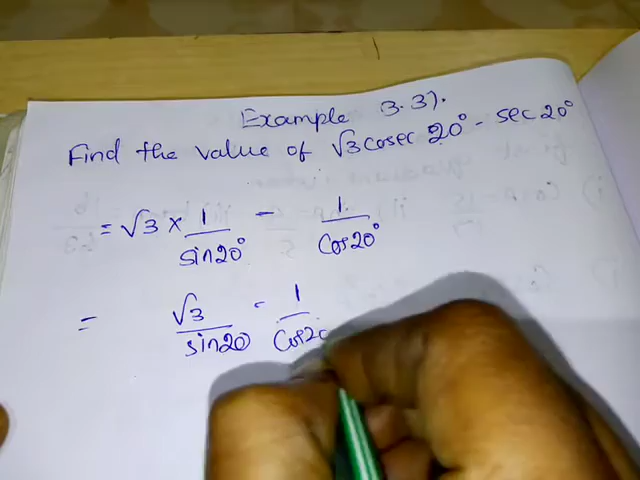 Example 3.37.
Find the value of √3 cosec 20° - sec 20°
= √3 × 1/sin20° - 1/cos20°
= √3/sin20 - 1/cos20